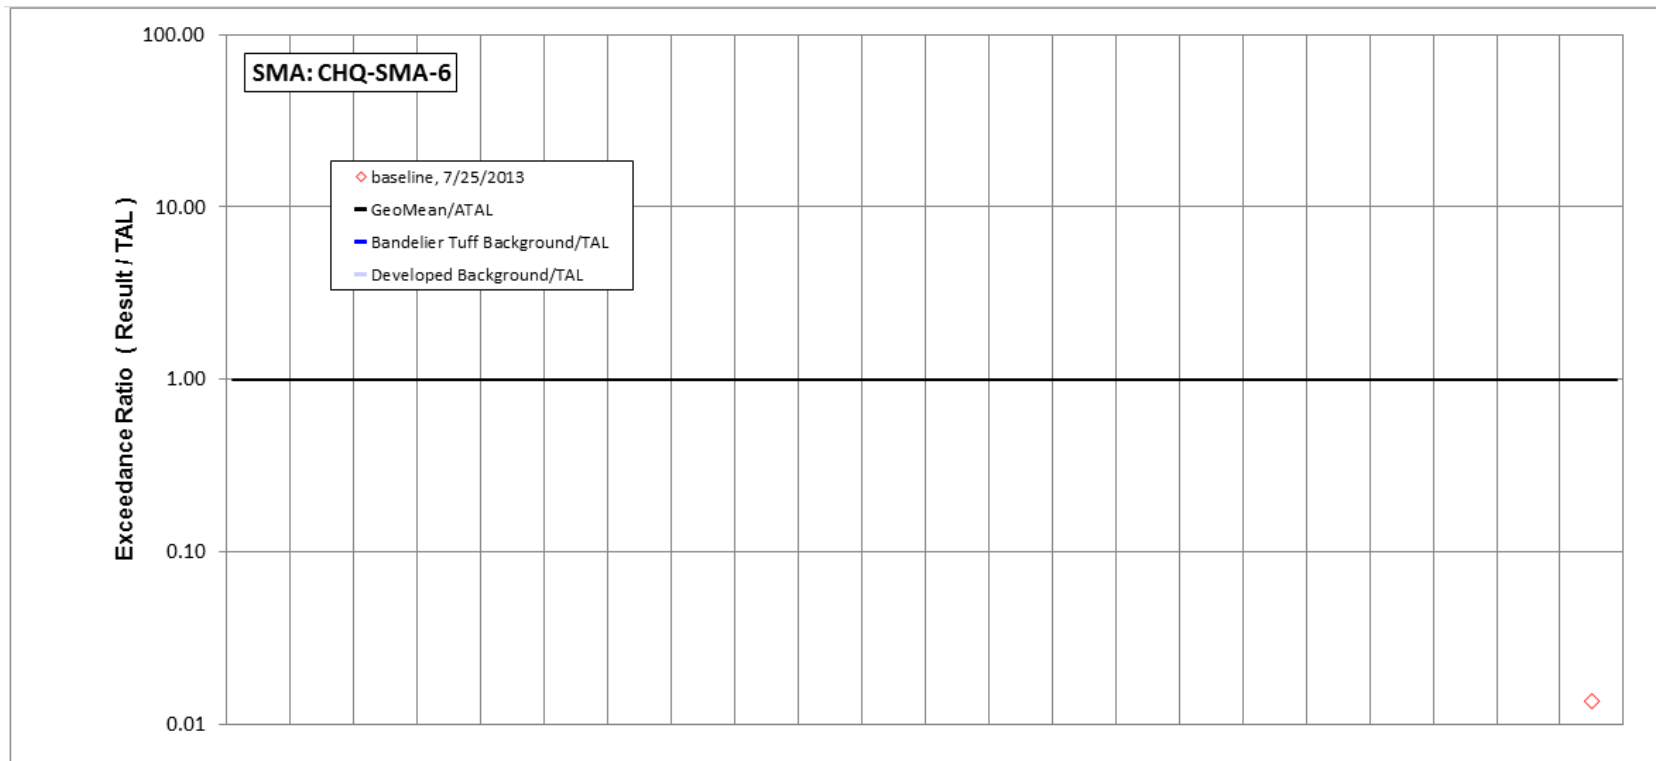 100.00
SMA: CHQ-SMA-6
baseline, 7/25/2013
10.00
GeoMean/ATAL
Bandelier Tuff Background/TAL
Developed Background/TAL
Exceedance Ratio ( Result / TAL )
1.00
0.10
0.01